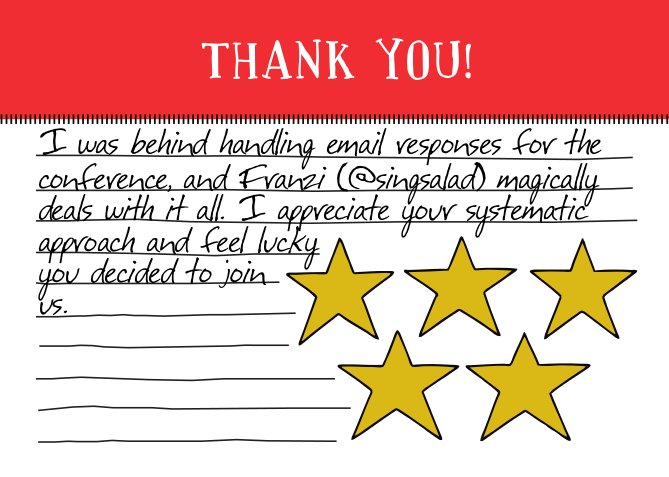 THANK YOU!
I was behind handling email responses for the
conference, and Franzi (@singsalad) magically
deals with it all. I appreciate your systematic
approach and feel lucky
you decided to join
us.